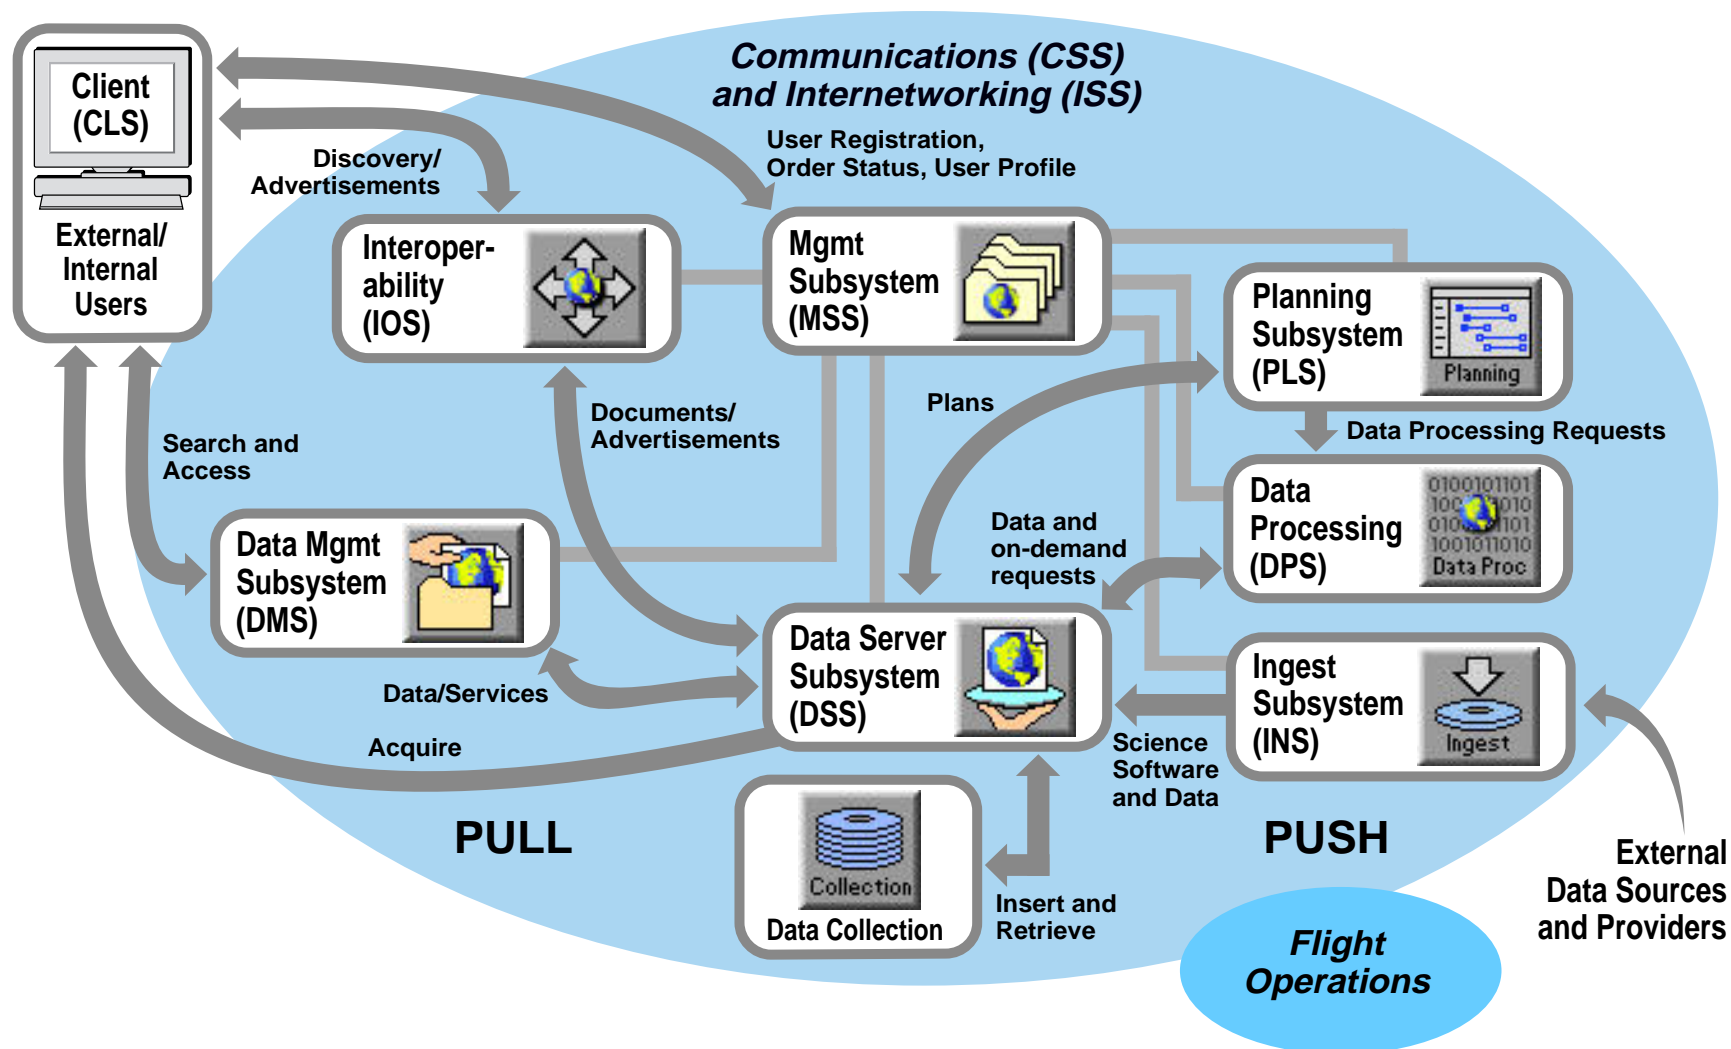 Communications (CSS)
and Internetworking (ISS)
Client
(CLS)
External/
Internal
Users
Discovery/
Advertisements
User Registration,
Order Status, User Profile
Interoper-
ability
(IOS)
Mgmt
Subsystem
(MSS)
Planning
Subsystem
(PLS)
Planning
Search and
Access
Documents/
Advertisements
Plans
Data Processing Requests
Data Mgmt
Subsystem
(DMS)
Data and
on-demand
requests
Data
Processing
(DPS)
0100101101
1001011010
Data Proc
Data/Services
Data Server
Subsystem
(DSS)
Ingest
Subsystem
(INS)
Ingest
Acquire
Science
Software
and Data
PULL
PUSH
Collection
Data Collection
Insert and
Retrieve
External
Data Sources
and Providers
Flight
Operations